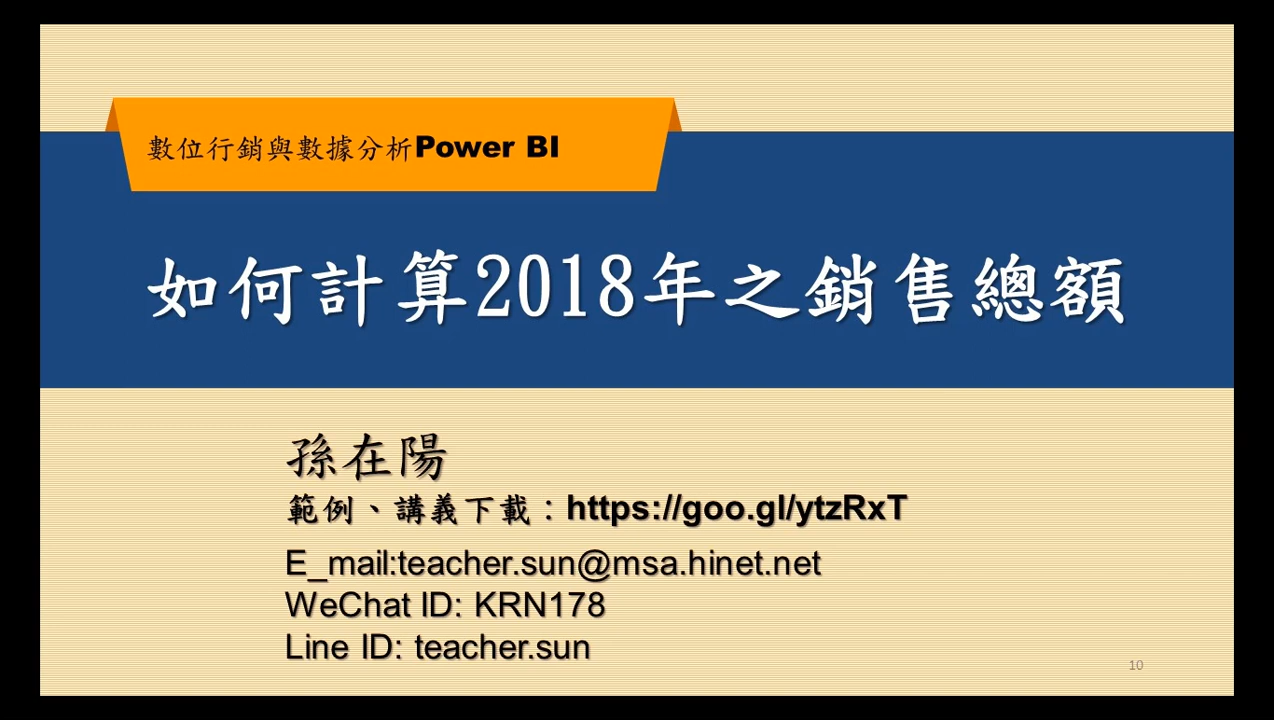 數位行銷與數據分析Power BI
如何計算2018年之銷售總額
孫在陽
範例、講義下載：https://goo.gl/ytzRxT
E_mail:teacher.sun@msa.hinet.net
WeChat ID: KRN178
Line ID: teacher.sun
10